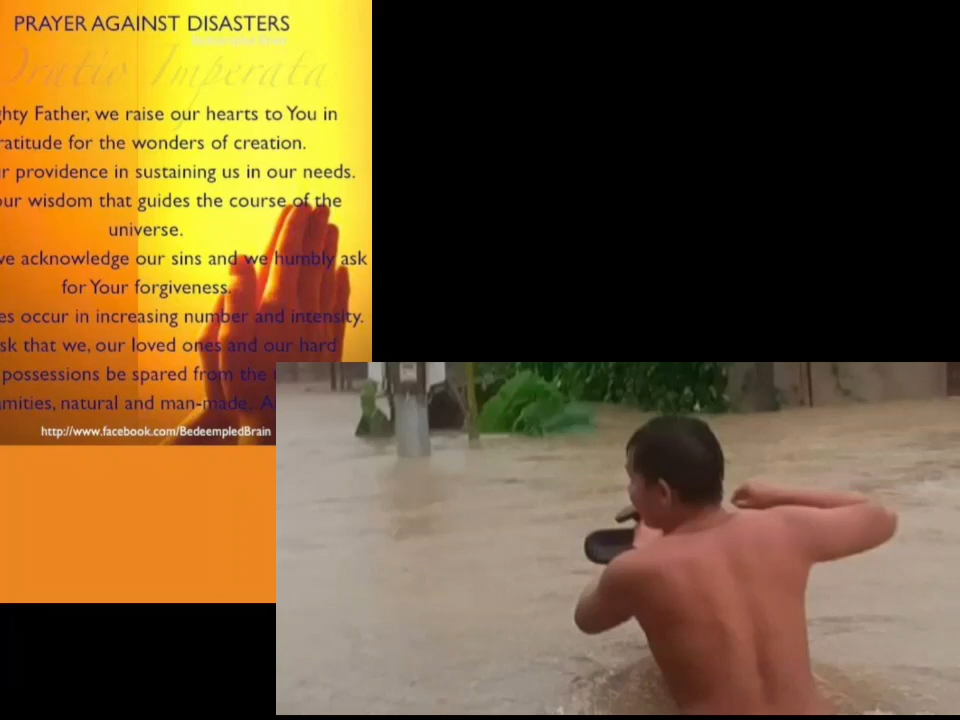 PRAYER AGAINST DISASTERS
Oratio Imperata
ghty Father, we raise our hearts to You in
ratitude for the wonders of creation.
ur providence in sustaining us in our needs.
our wisdom that guides the course of the
universe.
we acknowledge our sins and we humbly ask
for Your forgiveness.
es occur in increasing number and intensity.
sk that we, our loved ones and our hard
possessions be spared from the
amities, natural and man-made. A
http://www.facebook.com/BedeempledBrain